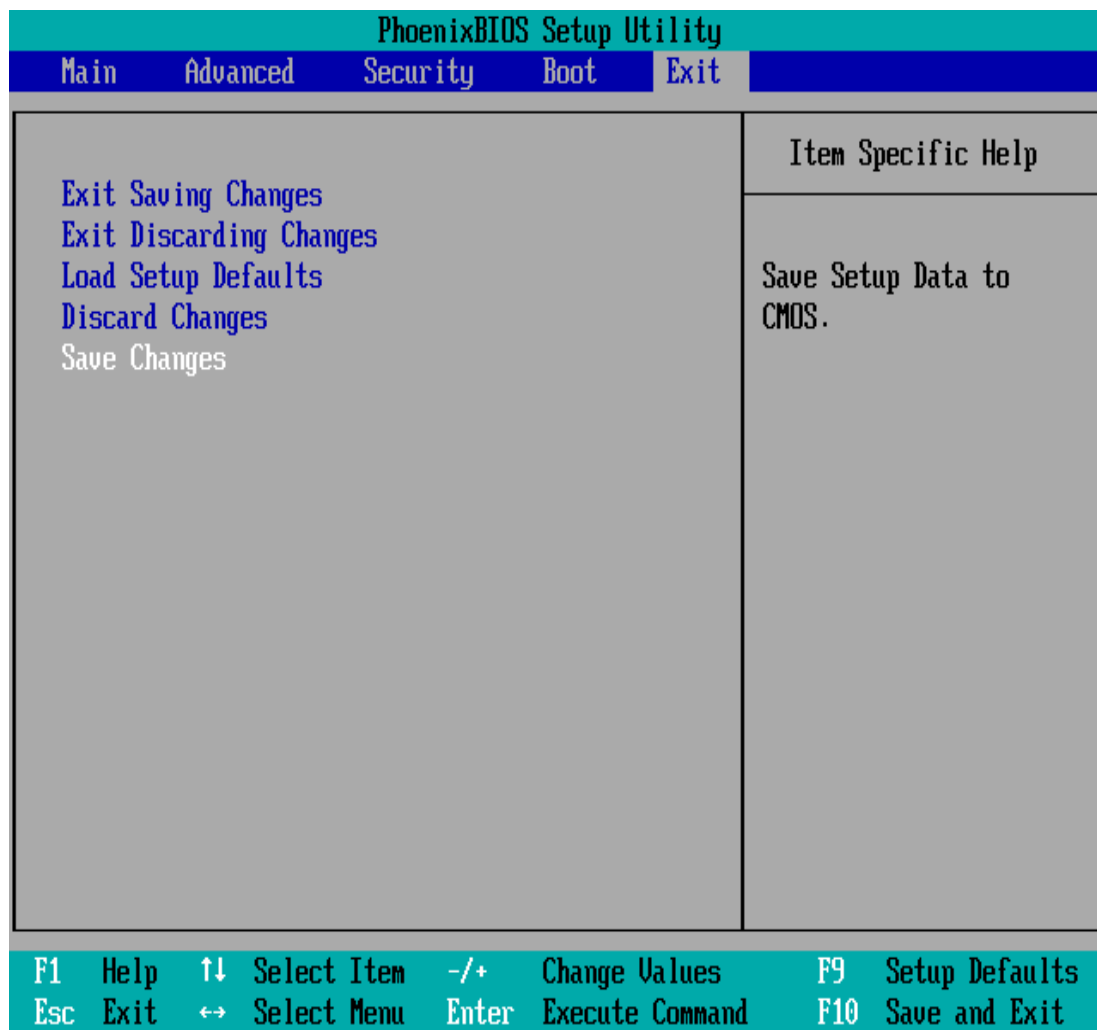 PhoenixBIOS Setup Utility
Main Advanced Security Boot Exit
Exit Saving Changes
Exit Discarding Changes
Load Setup Defaults
Discard Changes
Save Changes
Item Specific Help
Save Setup Data to
CMOS.
F1 Help ↑↓ Select Item -/+ Change Values F9 Setup Defaults
Esc Exit ↔ Select Menu Enter Execute Command F10 Save and Exit